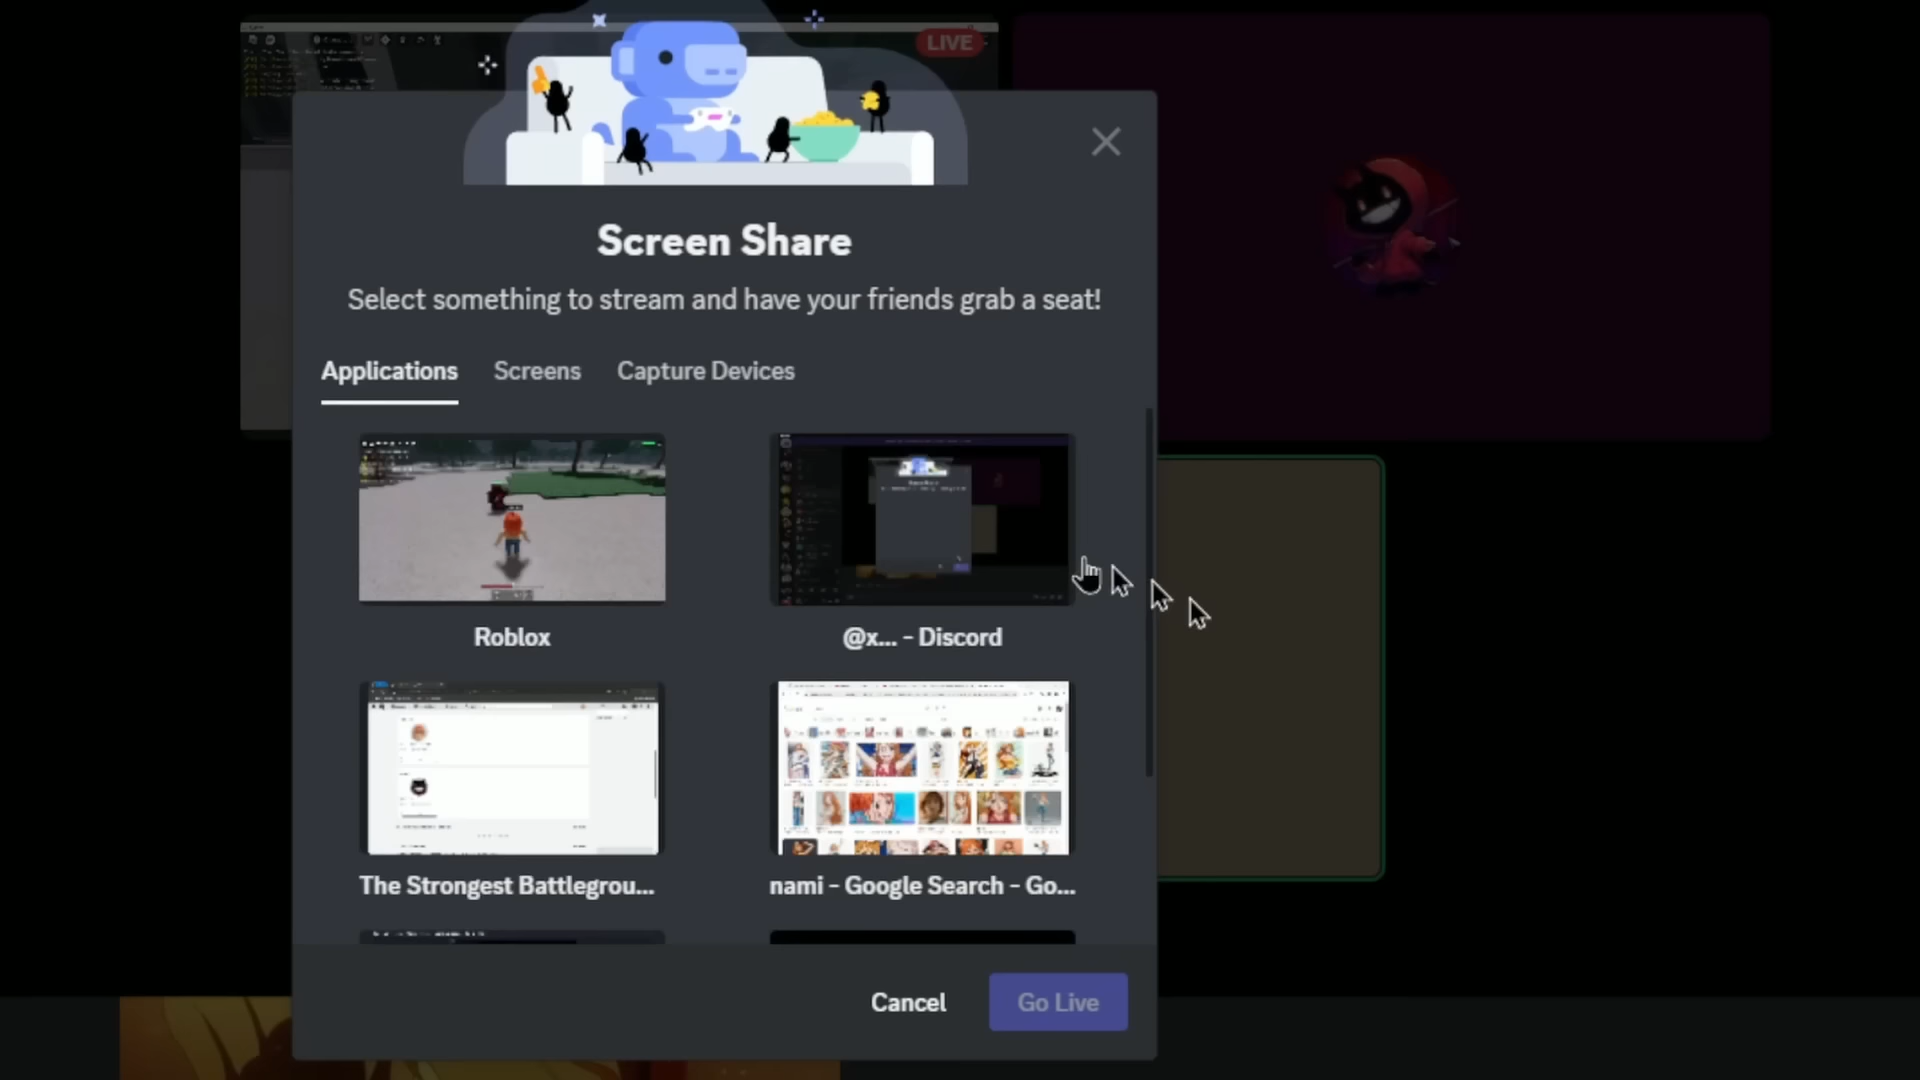 LIVE
Screen Share
Select something to stream and have your friends grab a seat!
Applications Screens Capture Devices
Roblox
@x... - Discord
The Strongest Battlegrou...
nami - Google Search - Go...
Cancel
Go Live